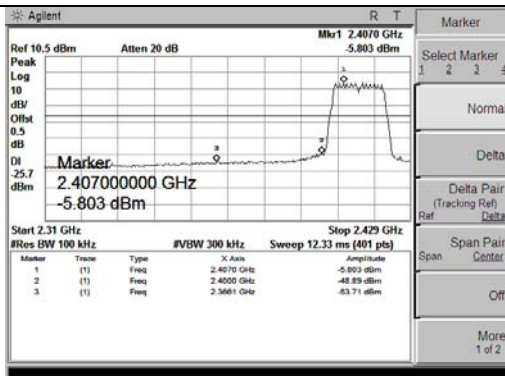 Agilent R T
Mkr1 2.4070 GHz
Ref 10.5 dBm Atten 20 dB -5.803 dBm
Peak
Log
10
dB/
Offst
0.5
dB
DI
-25.7
dBm
1
2
3
Marker
2.407000000 GHz
-5.803 dBm
Start 2.31 GHz Stop 2.429 GHz
#Res BW 100 kHz #VBW 300 kHz Sweep 12.33 ms (401 pts)
Marker Trace Type X Axis Amplitude
1 (1) Freq 2.4070 GHz -5.803 dBm
2 (1) Freq 2.4000 GHz -48.89 dBm
3 (1) Freq 2.3661 GHz -53.71 dBm
Marker
Select Marker
1 2 3 4
Normal
Delta
Delta Pair
(Tracking Ref)
Ref Delta
Span Pair
Span Center
Off
More
1 of 2